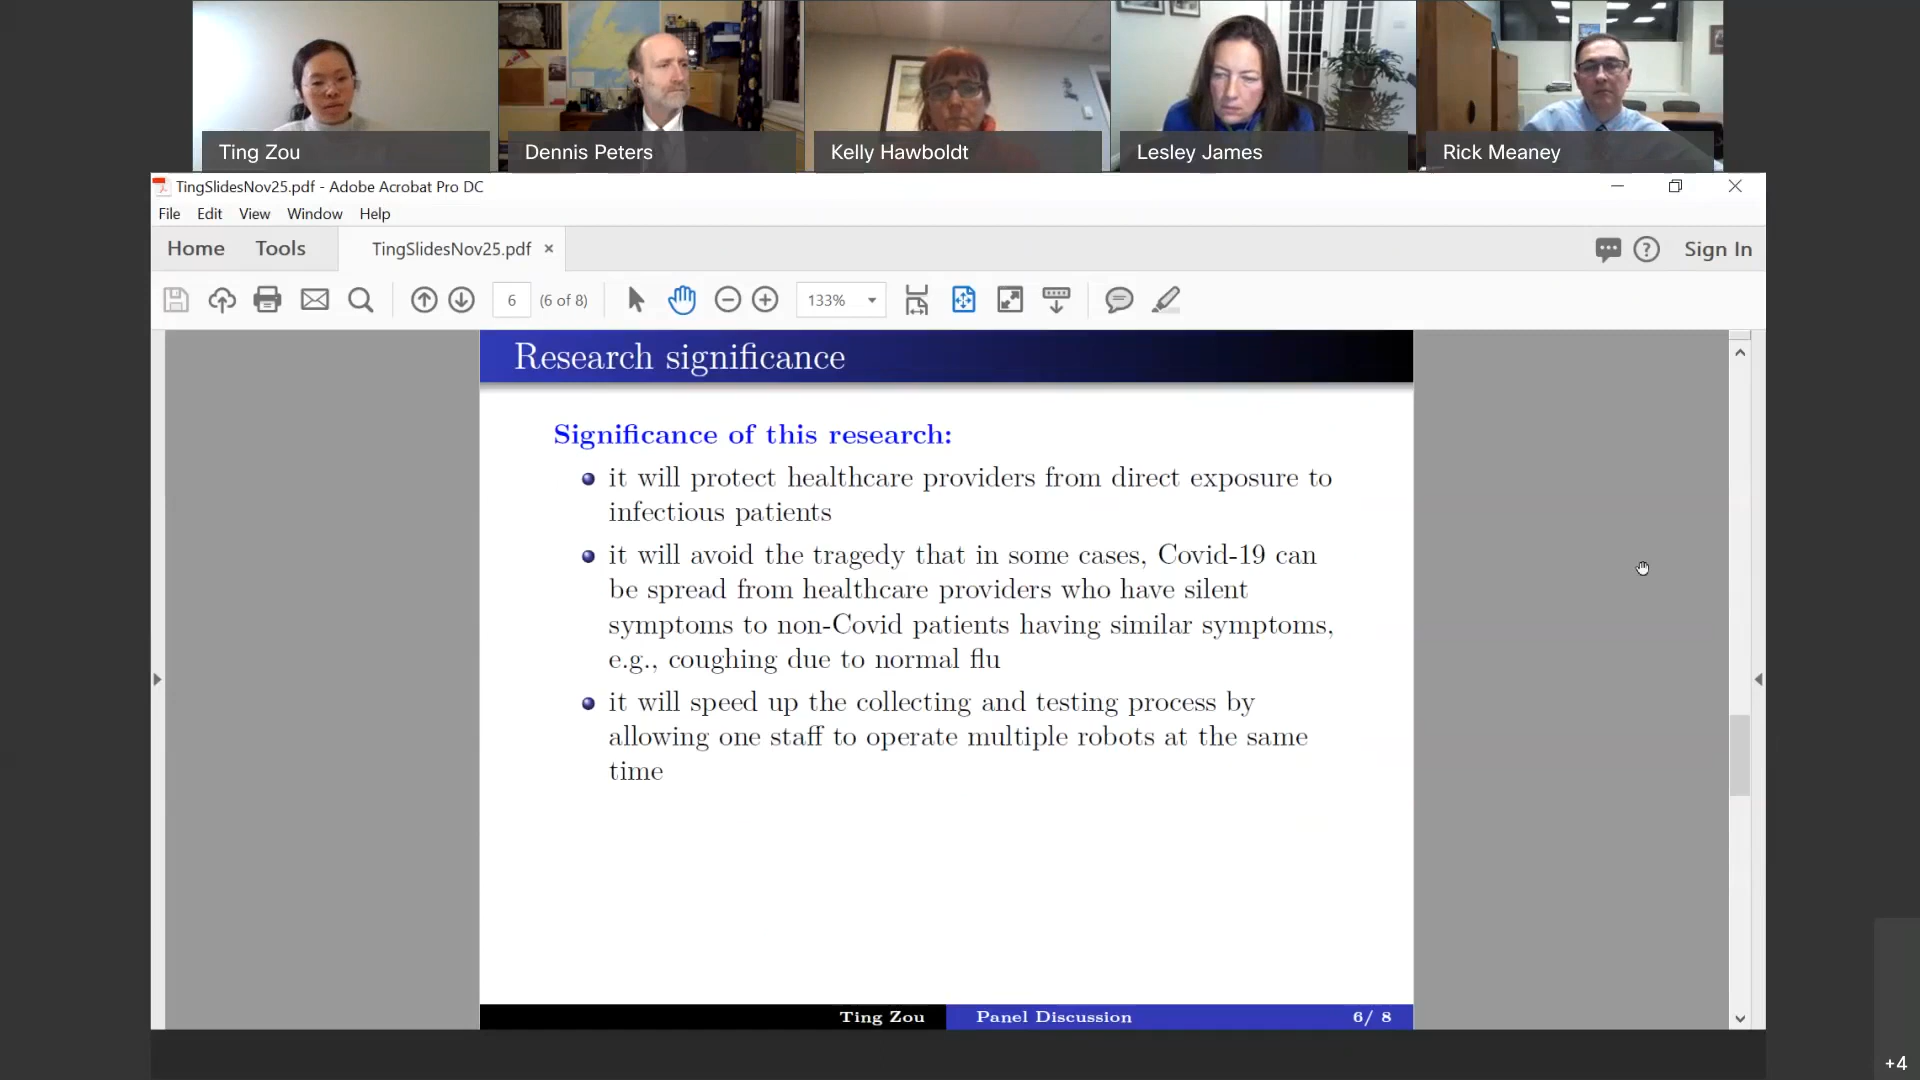 Ting Zou
Dennis Peters
Kelly Hawboldt
Lesley James
Rick Meaney
TingSlidesNov25.pdf - Adobe Acrobat Pro DC
File Edit View Window Help
Home Tools TingSlidesNov25.pdf × Sign In
6 (6 of 8) 133%
Research significance
Significance of this research:
it will protect healthcare providers from direct exposure to
infectious patients
it will avoid the tragedy that in some cases, Covid-19 can
be spread from healthcare providers who have silent
symptoms to non-Covid patients having similar symptoms,
e.g., coughing due to normal flu
it will speed up the collecting and testing process by
allowing one staff to operate multiple robots at the same
time
Ting Zou Panel Discussion 6/ 8
+4